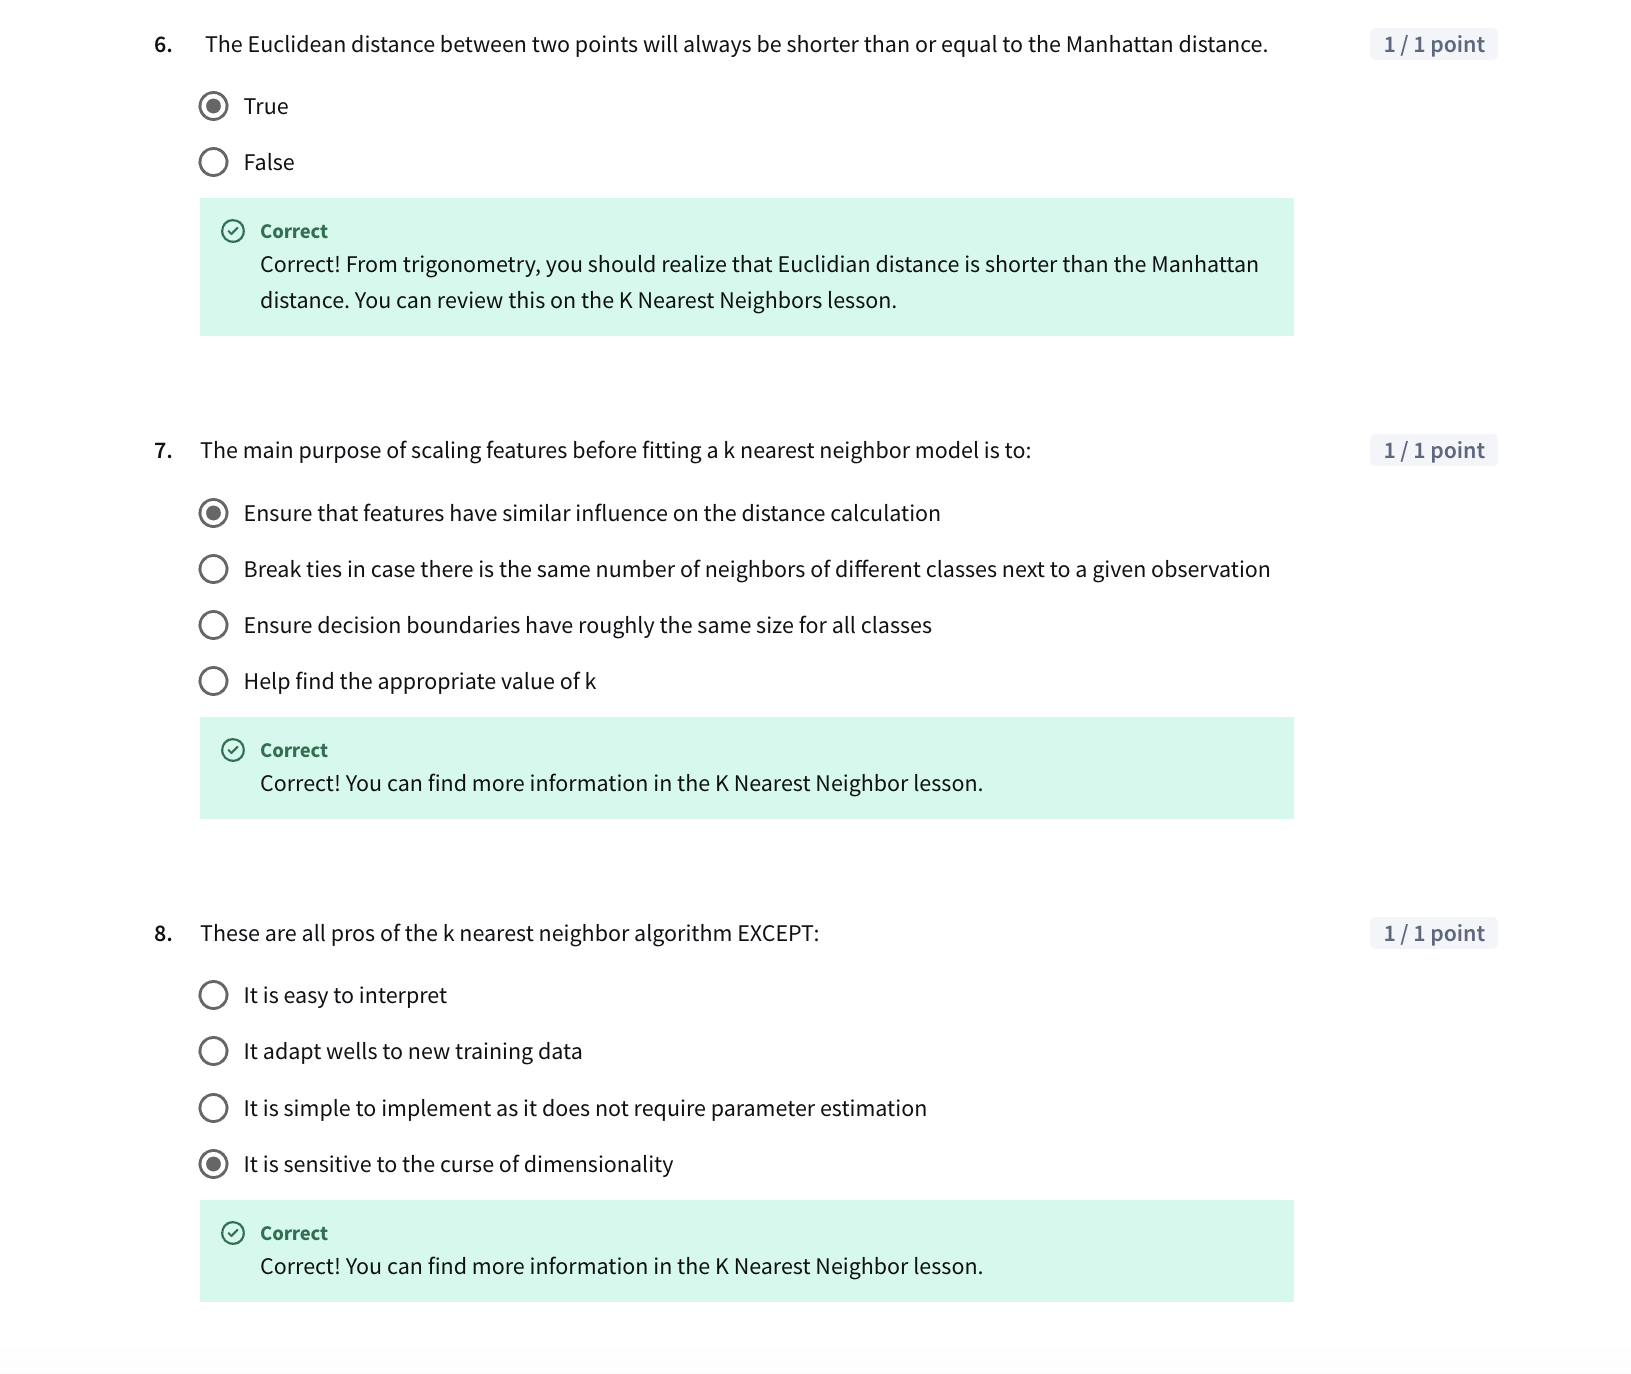 6. The Euclidean distance between two points will always be shorter than or equal to the Manhattan distance. 1 / 1 point
True
False
Correct
Correct! From trigonometry, you should realize that Euclidian distance is shorter than the Manhattan
distance. You can review this on the K Nearest Neighbors lesson.
7. The main purpose of scaling features before fitting a k nearest neighbor model is to: 1 / 1 point
Ensure that features have similar influence on the distance calculation
Break ties in case there is the same number of neighbors of different classes next to a given observation
Ensure decision boundaries have roughly the same size for all classes
Help find the appropriate value of k
Correct
Correct! You can find more information in the K Nearest Neighbor lesson.
8. These are all pros of the k nearest neighbor algorithm EXCEPT: 1 / 1 point
It is easy to interpret
It adapt wells to new training data
It is simple to implement as it does not require parameter estimation
It is sensitive to the curse of dimensionality
Correct
Correct! You can find more information in the K Nearest Neighbor lesson.